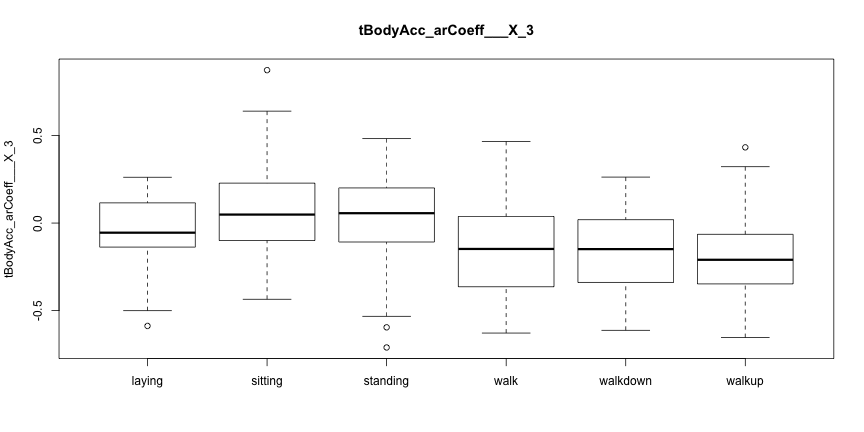 tBodyAcc_arCoeff___X_3
tBodyAcc_arCoeff___X_3
0.5
0.0
-0.5
laying sitting standing walk walkdown walkup